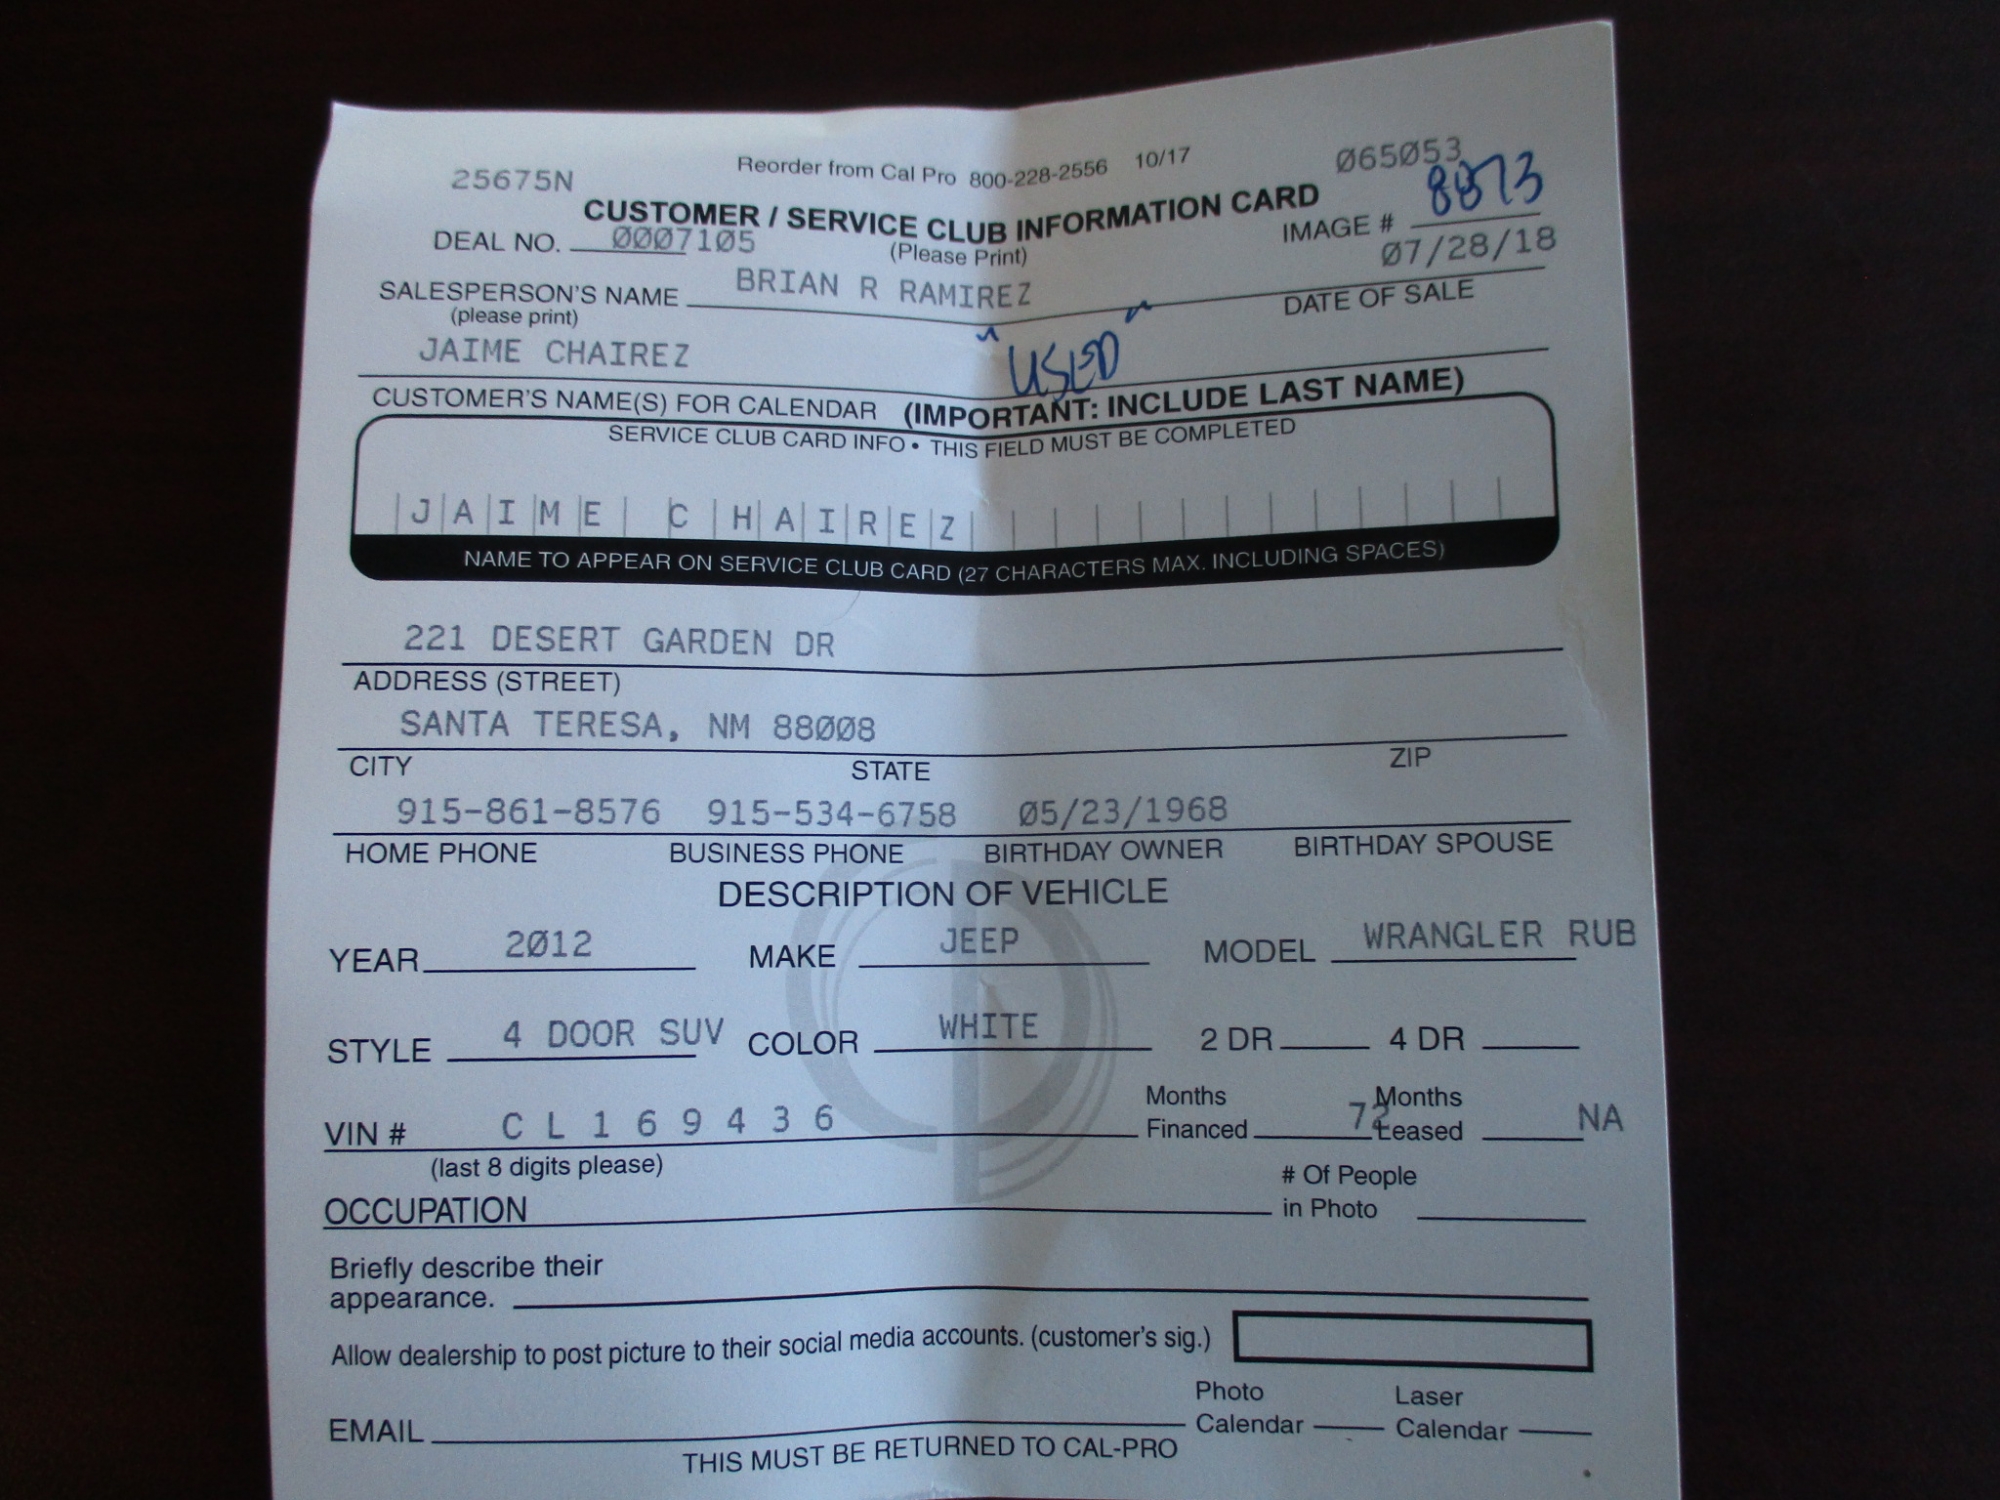 25675N Reorder from Cal Pro 800-228-2556 10/17 065053
CUSTOMER / SERVICE CLUB INFORMATION CARD
DEAL NO. 0007105 (Please Print) IMAGE # 8873
07/28/18
SALESPERSON'S NAME BRIAN R RAMIREZ DATE OF SALE
(please print)
JAIME CHAIREZ "USED"
CUSTOMER'S NAME(S) FOR CALENDAR (IMPORTANT: INCLUDE LAST NAME)
SERVICE CLUB CARD INFO • THIS FIELD MUST BE COMPLETED
JAIME CHAIREZ
NAME TO APPEAR ON SERVICE CLUB CARD (27 CHARACTERS MAX. INCLUDING SPACES)
221 DESERT GARDEN DR
ADDRESS (STREET)
SANTA TERESA, NM 88008
CITY STATE ZIP
915-861-8576 915-534-6758 05/23/1968
HOME PHONE BUSINESS PHONE BIRTHDAY OWNER BIRTHDAY SPOUSE
DESCRIPTION OF VEHICLE
YEAR 2012 MAKE JEEP MODEL WRANGLER RUB
STYLE 4 DOOR SUV COLOR WHITE 2 DR 4 DR
VIN # CL169436 Months Financed 72 Months Leased NA
(last 8 digits please)
OCCUPATION # Of People in Photo
Briefly describe their
appearance.
Allow dealership to post picture to their social media accounts. (customer's sig.)
EMAIL Photo Calendar Laser Calendar
THIS MUST BE RETURNED TO CAL-PRO